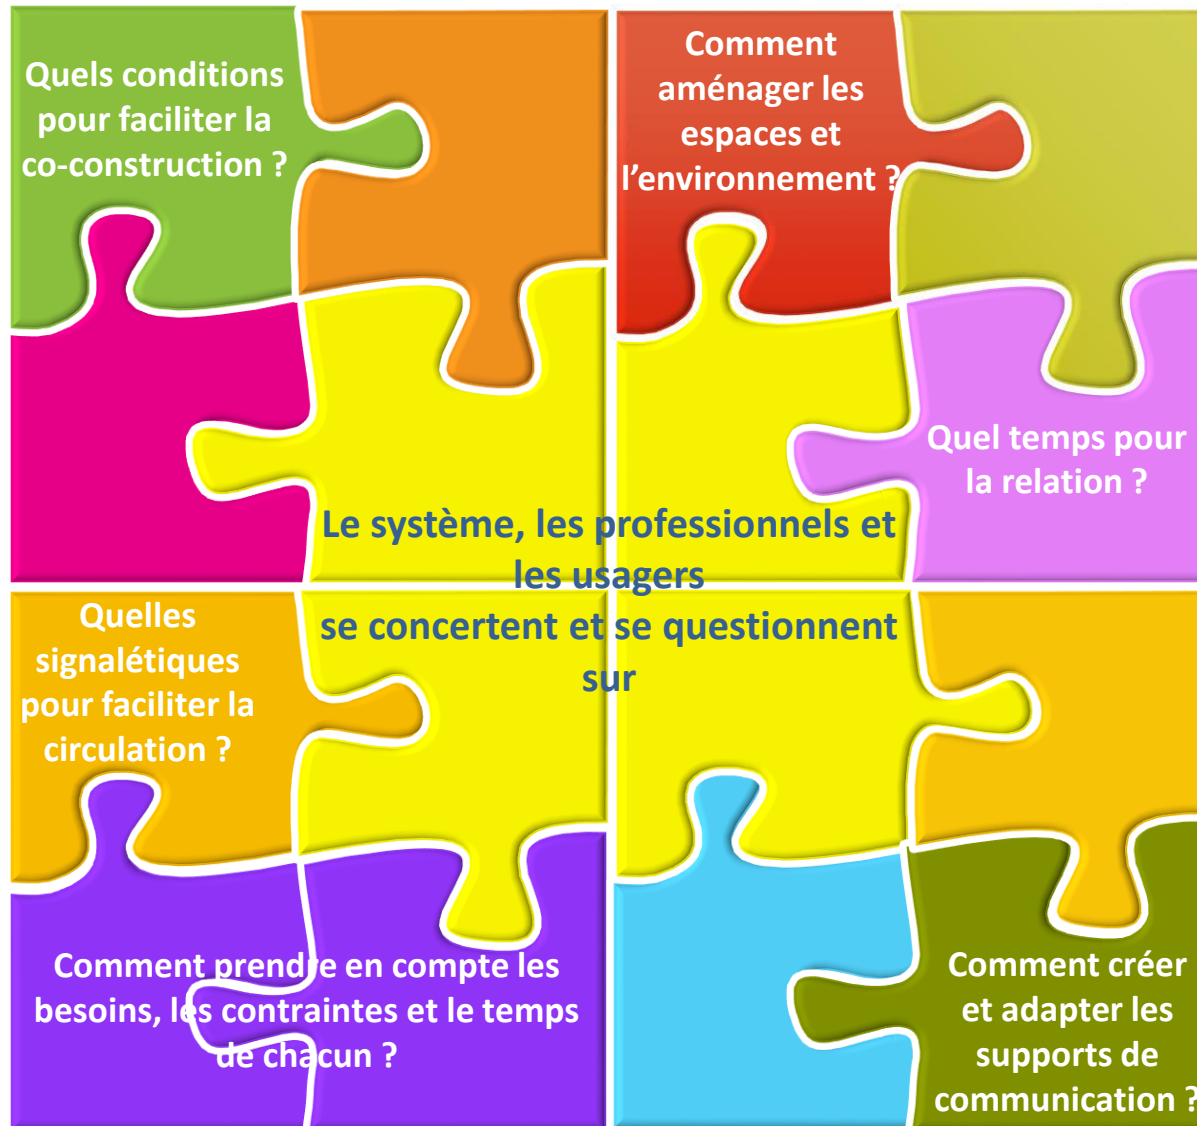 Quels conditions
pour faciliter la
co-construction ?
Comment
aménager les
espaces et
l'environnement ?
Quel temps pour
la relation ?
Le système, les professionnels et
les usagers
se concertent et se questionnent
sur
Quelles
signalétiques
pour faciliter la
circulation ?
Comment prendre en compte les
besoins, les contraintes et le temps
de chacun ?
Comment créer
et adapter les
supports de
communication ?